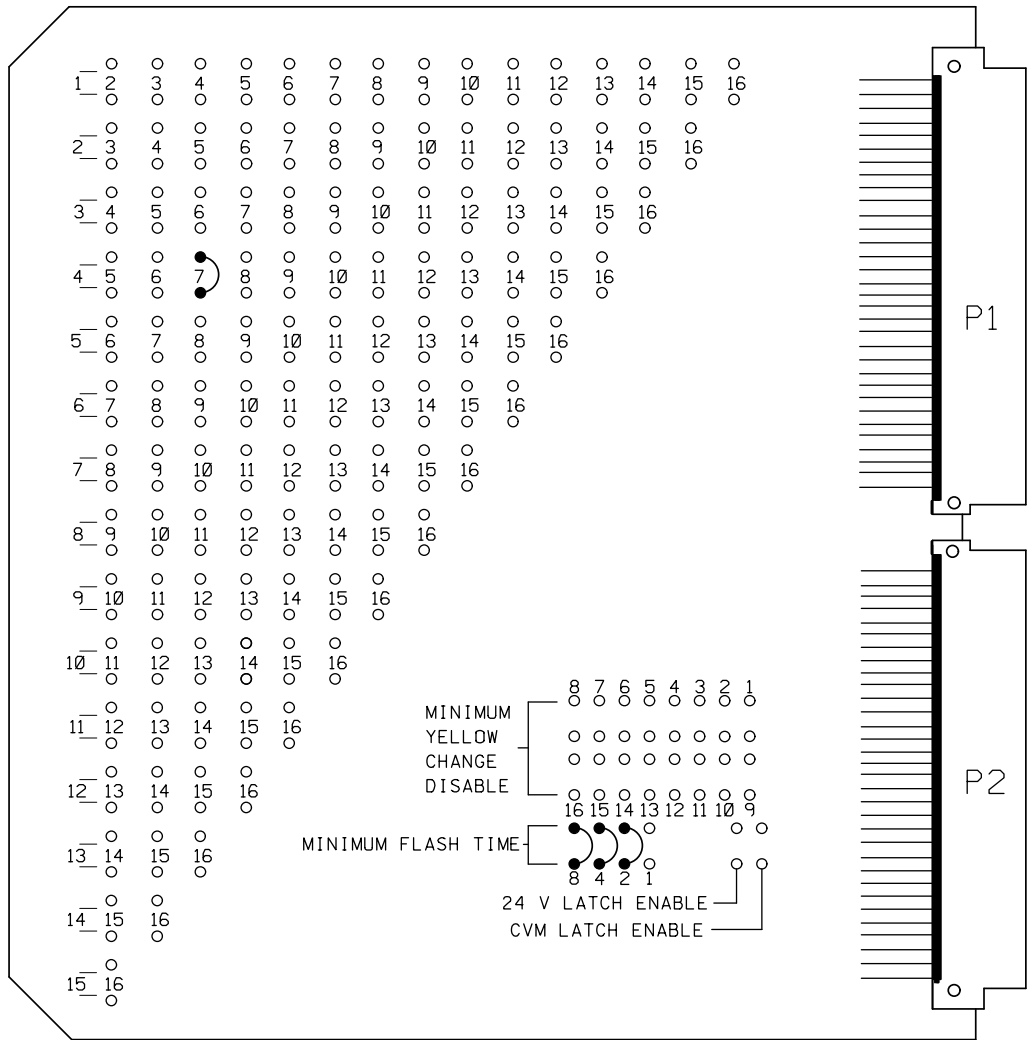 1 2 3 4 5 6 7 8 9 10 11 12 13 14 15 16
2 3 4 5 6 7 8 9 10 11 12 13 14 15 16
3 4 5 6 7 8 9 10 11 12 13 14 15 16
4 5 6 7 8 9 10 11 12 13 14 15 16
5 6 7 8 9 10 11 12 13 14 15 16
6 7 8 9 10 11 12 13 14 15 16
7 8 9 10 11 12 13 14 15 16
8 9 10 11 12 13 14 15 16
9 10 11 12 13 14 15 16
10 11 12 13 14 15 16
11 12 13 14 15 16
12 13 14 15 16
13 14 15 16
14 15 16
15 16
P1
8 7 6 5 4 3 2 1
MINIMUM
YELLOW
CHANGE
DISABLE
16 15 14 13 12 11 10 9
MINIMUM FLASH TIME
8 4 2 1
24 V LATCH ENABLE
CVM LATCH ENABLE
P2